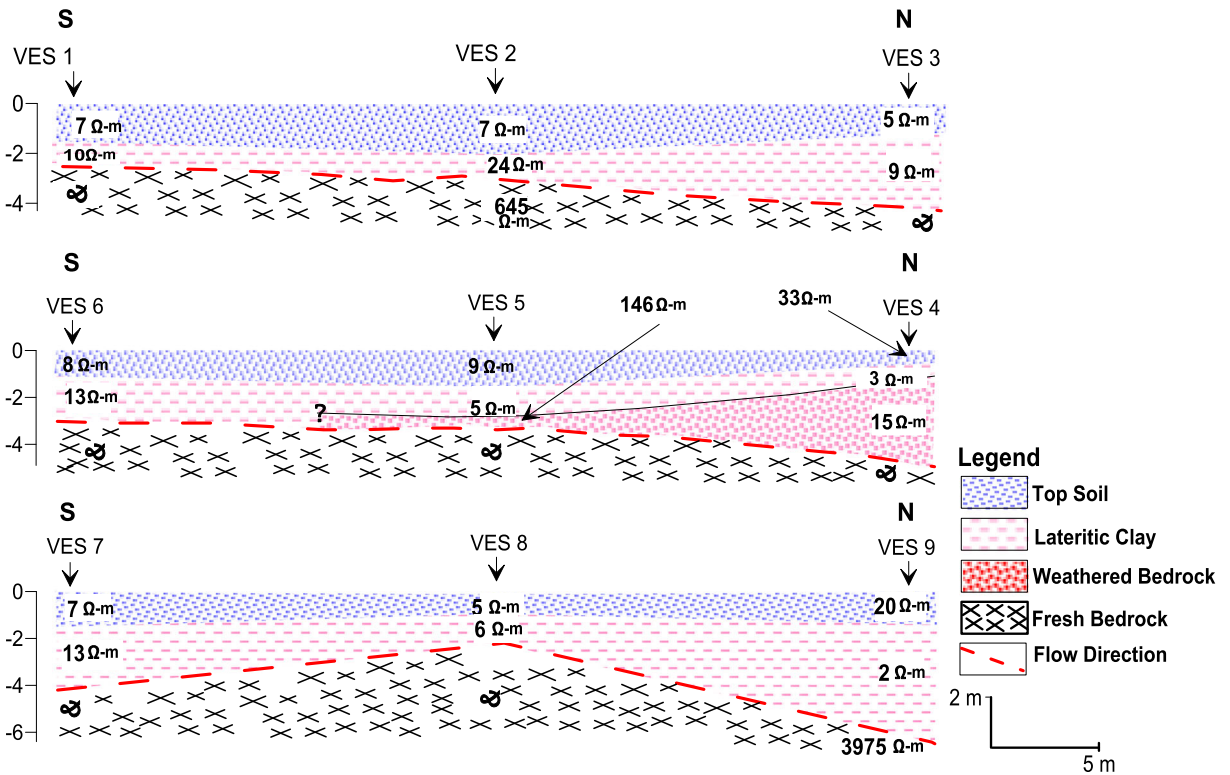 S N
VES 1 VES 2 VES 3
0
7 Ω-m 7 Ω-m 5 Ω-m
-2
10Ω-m 24 Ω-m 9 Ω-m
& 
-4
645
Ω-m &
S N
VES 6 VES 5 146 Ω-m 33Ω-m VES 4
0
8 Ω-m 9 Ω-m
3 Ω-m
-2
13Ω-m 5 Ω-m
? 15 Ω-m
-4
& & &
S N
VES 7 VES 8 VES 9
0
7 Ω-m 5 Ω-m 20 Ω-m
6 Ω-m
-2
13 Ω-m
2 Ω-m
-4
& &
-6
3975 Ω-m
Legend
Top Soil
Lateritic Clay
Weathered Bedrock
Fresh Bedrock
Flow Direction
2 m
5 m